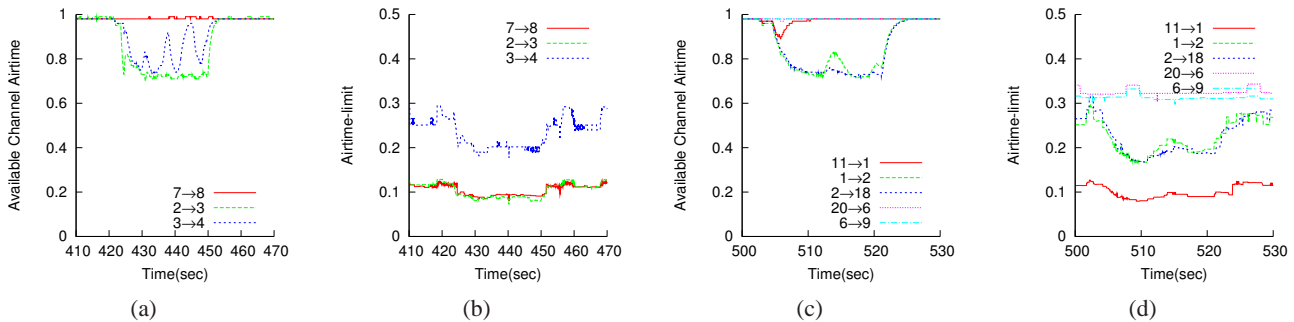 Available Channel Airtime
1
0.8
0.6
0.4
0.2
0
7→8
2→3
3→4
410 420 430 440 450 460 470
Time(sec)
(a)
Airtime-limit
0.5
0.4
0.3
0.2
0.1
0
7→8
2→3
3→4
410 420 430 440 450 460 470
Time(sec)
(b)
Available Channel Airtime
1
0.8
0.6
0.4
0.2
0
11→1
1→2
2→18
20→6
6→9
500 510 520 530
Time(sec)
(c)
Airtime-limit
0.5
0.4
0.3
0.2
0.1
0
11→1
1→2
2→18
20→6
6→9
500 510 520 530
Time(sec)
(d)